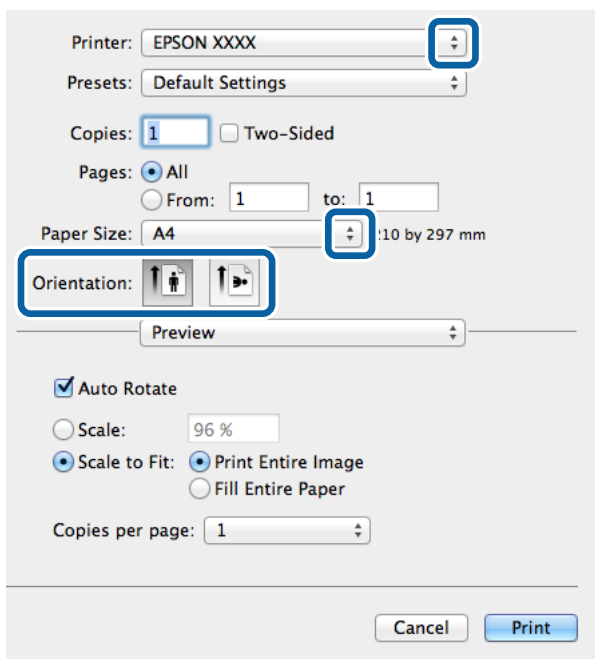 Printer: EPSON XXXX
Presets: Default Settings
Copies: 1 Two-Sided
Pages: All
From: 1 to: 1
Paper Size: A4 210 by 297 mm
Orientation:
Preview
Auto Rotate
Scale: 96 %
Scale to Fit: Print Entire Image
Fill Entire Paper
Copies per page: 1
Cancel Print